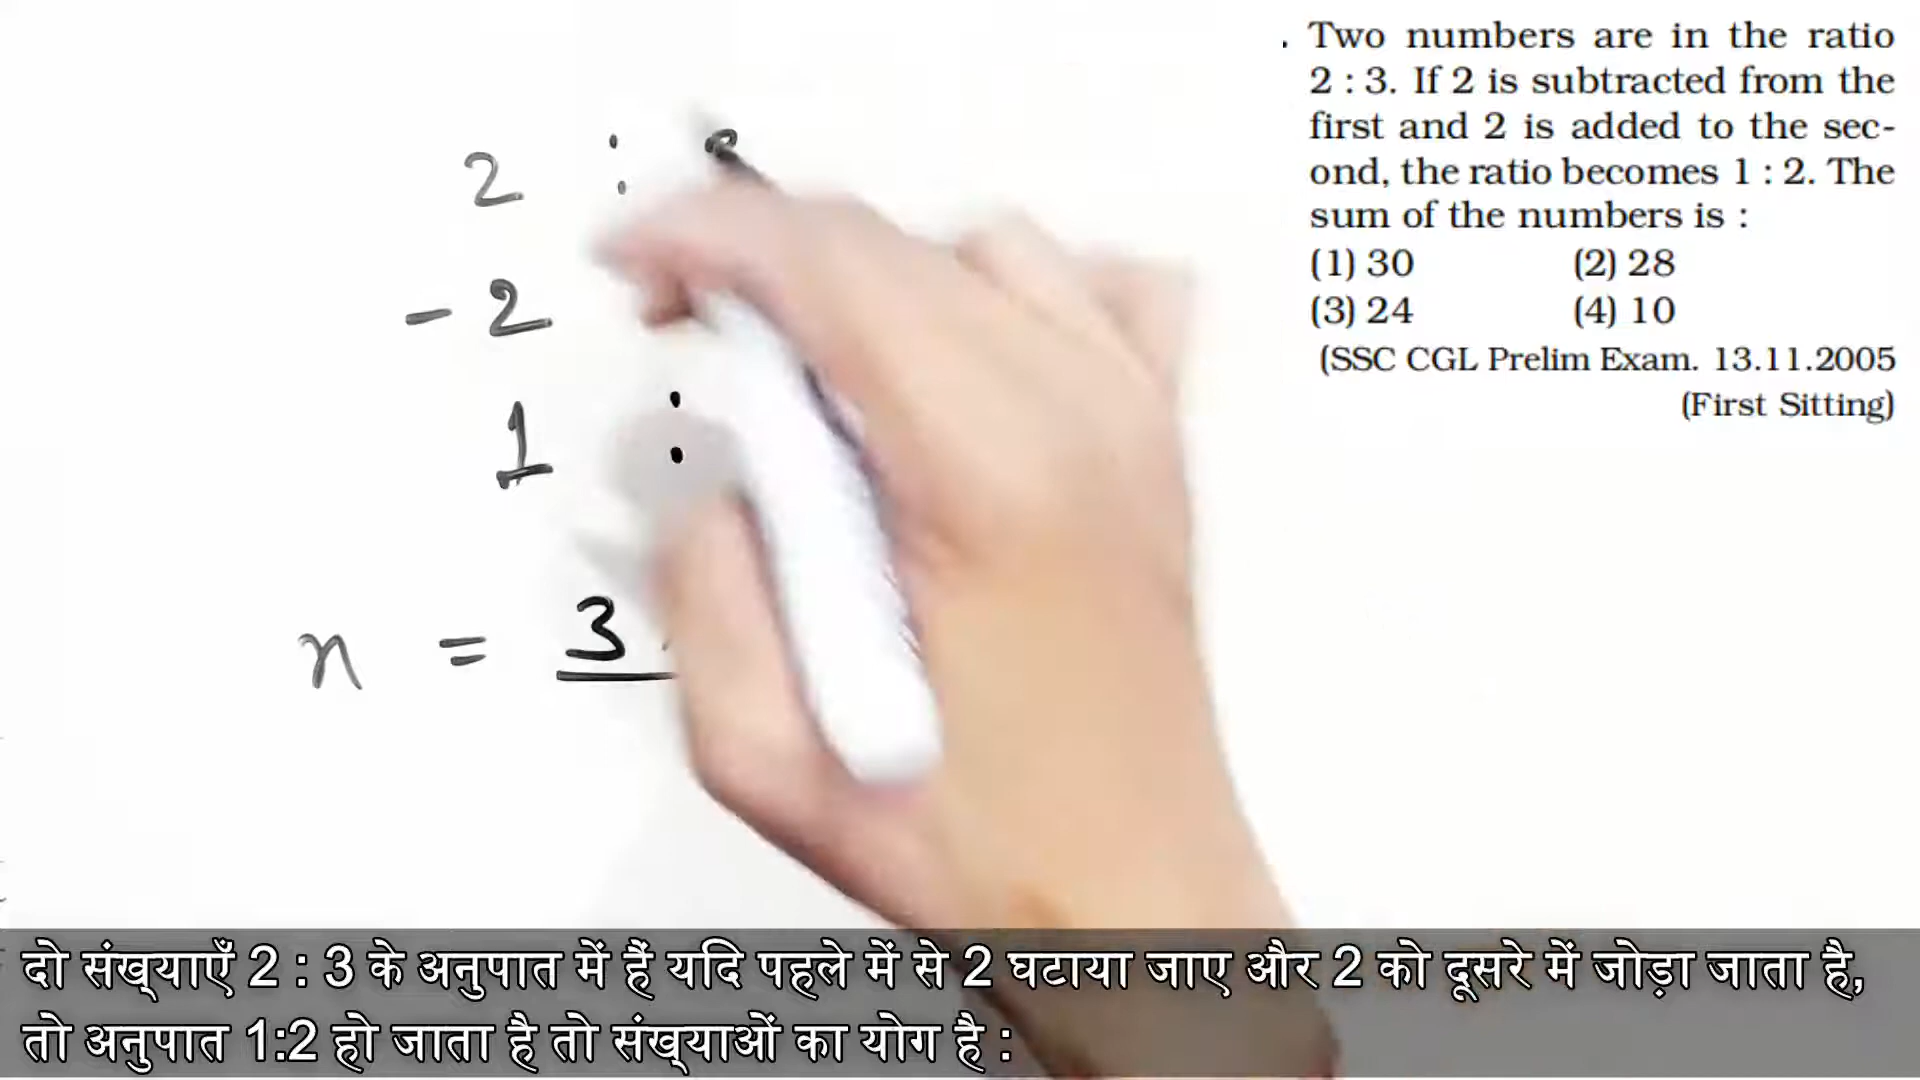 . Two numbers are in the ratio
2 : 3. If 2 is subtracted from the
first and 2 is added to the sec-
ond, the ratio becomes 1 : 2. The
sum of the numbers is :
(1) 30 (2) 28
(3) 24 (4) 10
(SSC CGL Prelim Exam. 13.11.2005
(First Sitting)
2 :
- 2
1 :
n = 3
दो संख्याएँ 2 : 3 के अनुपात में हैं यदि पहले में से 2 घटाया जाए और 2 को दूसरे में जोड़ा जाता है,
तो अनुपात 1:2 हो जाता है तो संख्याओं का योग है :